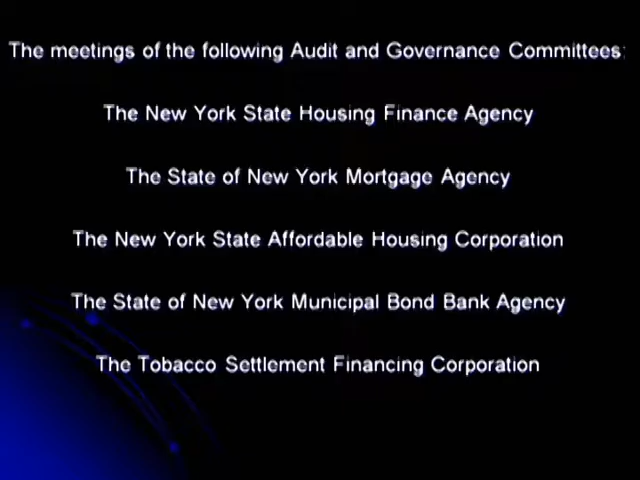 The meetings of the following Audit and Governance Committees:
The New York State Housing Finance Agency
The State of New York Mortgage Agency
The New York State Affordable Housing Corporation
The State of New York Municipal Bond Bank Agency
The Tobacco Settlement Financing Corporation